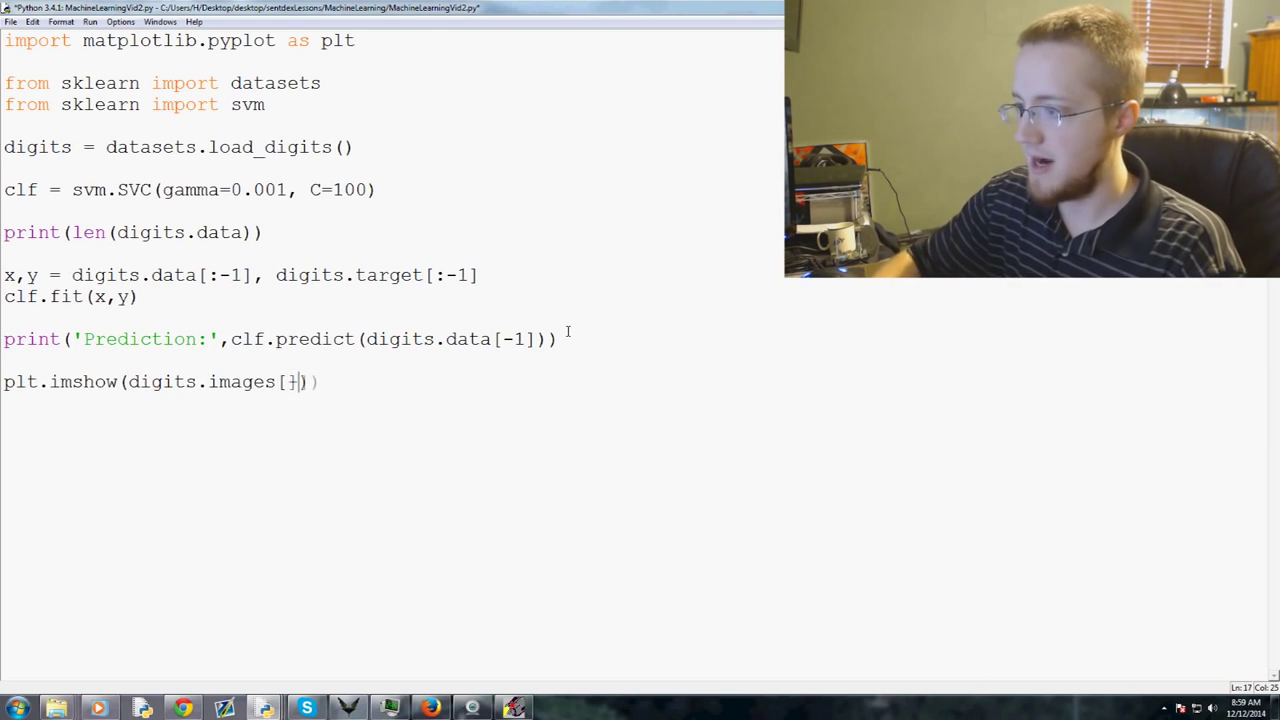 *Python 3.4.1: MachineLearningVid2.py - C:/Users/H/Desktop/desktop/sentdexLessons/MachineLearning/MachineLearningVid2.py*
File Edit Format Run Options Windows Help
import matplotlib.pyplot as plt
from sklearn import datasets
from sklearn import svm
digits = datasets.load_digits()
clf = svm.SVC(gamma=0.001, C=100)
print(len(digits.data))
x,y = digits.data[:-1], digits.target[:-1]
clf.fit(x,y)
print('Prediction:',clf.predict(digits.data[-1]))
plt.imshow(digits.images[]))
Ln: 17 Col: 25
8:59 AM
12/12/2014